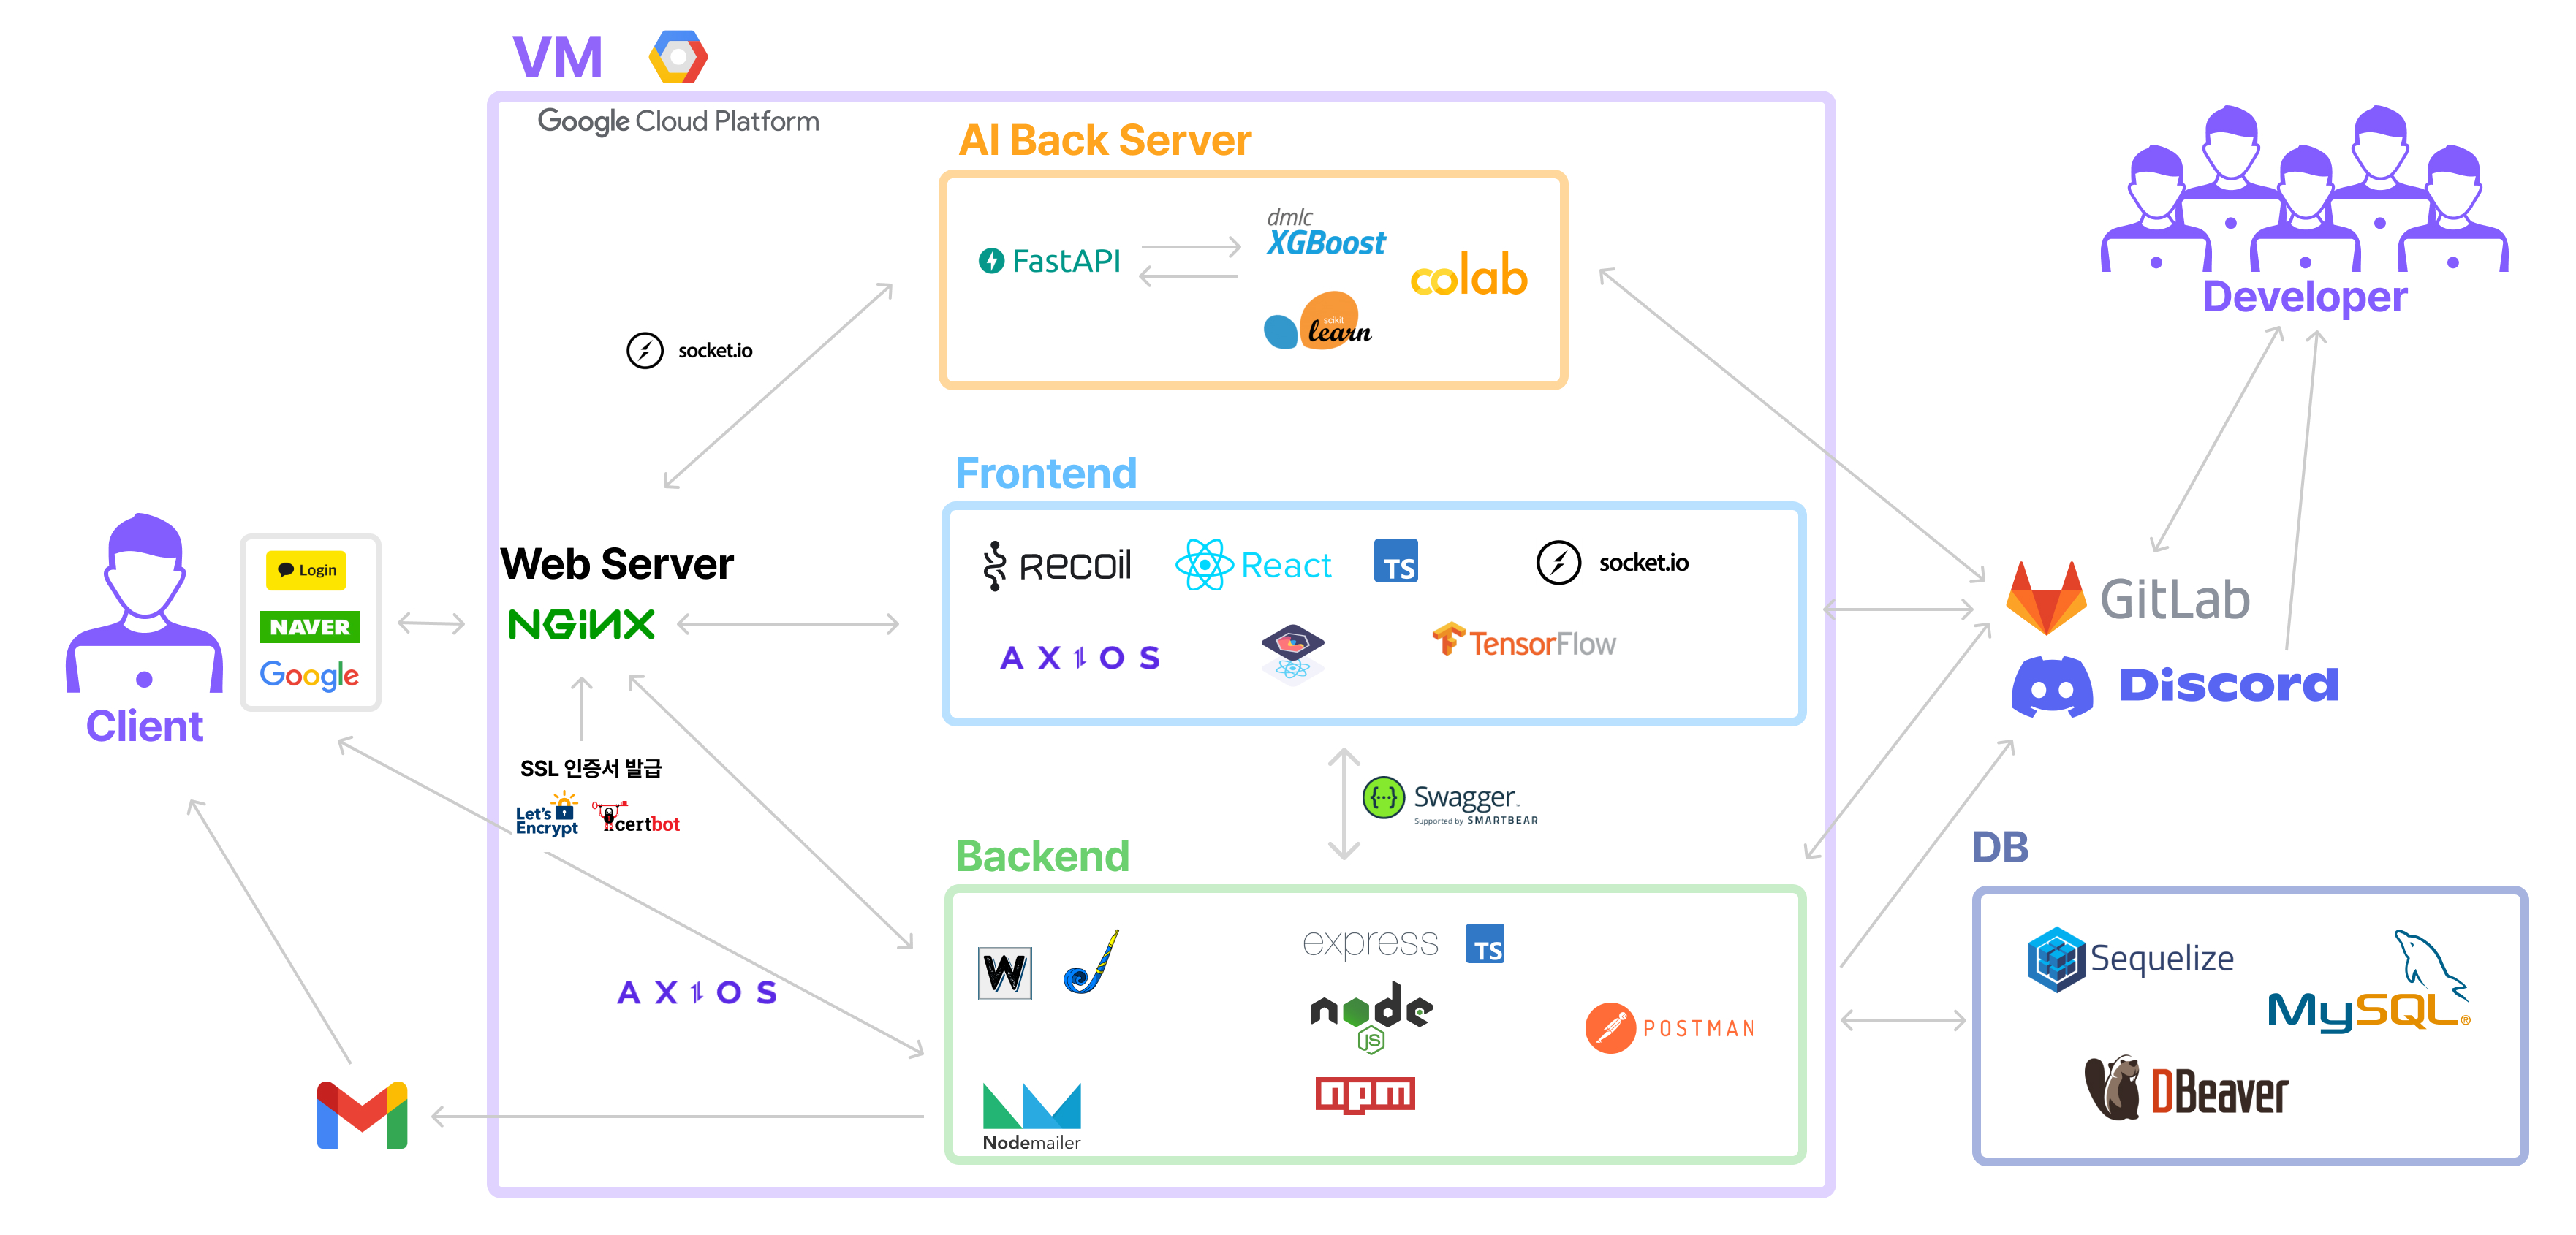 VM
Google Cloud Platform
AI Back Server
FastAPI
dmlc
XGBoost
colab
scikit
learn
socket.io
Developer
Frontend
Recoil
React
TS
socket.io
AXIOS
TensorFlow
Login
NAVER
Google
Client
Web Server
NGINX
SSL 인증서 발급
Let's
Encrypt
certbot
GitLab
Discord
Swagger
Supported by SMARTBEAR
Backend
W
express
TS
node
JS
npm
POSTMAN
Nodemailer
AXIOS
M
DB
Sequelize
MySQL®
DBeaver